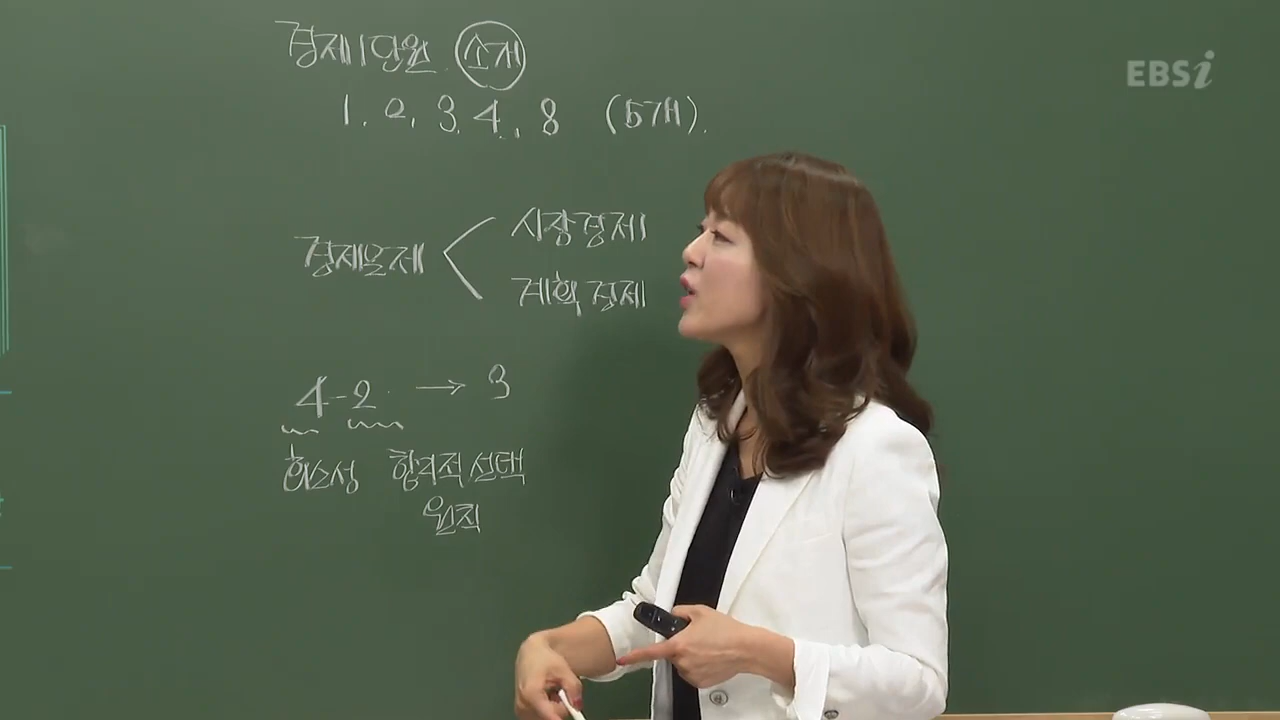 경제 1단원 소개
EBSi
1. 2. 3. 4. 8 (5개).
경제문제 < 시장경제
계획경제
4-2 → 3
희소성 합리적 선택
원칙